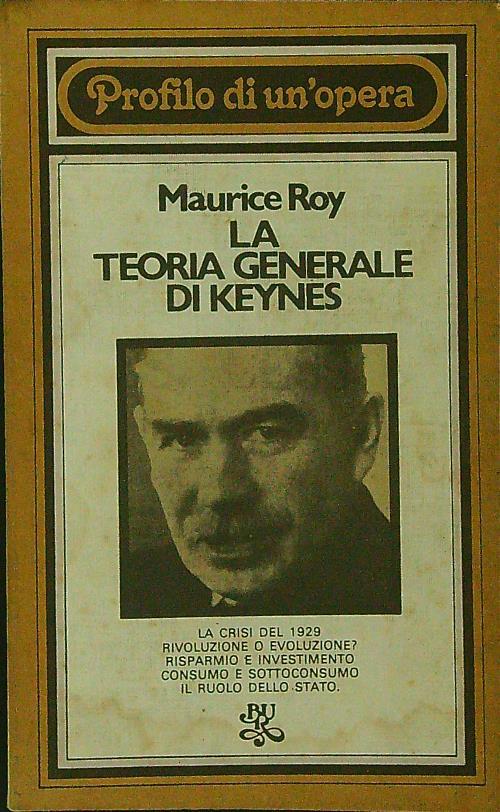 Profilo di un'opera
Maurice Roy
LA
TEORIA GENERALE
DI KEYNES
LA CRISI DEL 1929
RIVOLUZIONE O EVOLUZIONE?
RISPARMIO E INVESTIMENTO
CONSUMO E SOTTOCONSUMO
IL RUOLO DELLO STATO.
BUR